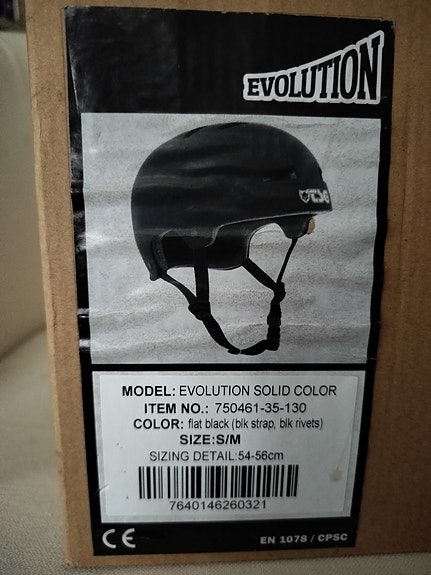 EVOLUTION
TSG
MODEL: EVOLUTION SOLID COLOR
ITEM NO.: 750461-35-130
COLOR: flat black (blk strap, blk rivets)
SIZE:S/M
SIZING DETAIL:54-56cm
7640146260321
CE EN 1078 / CPSC